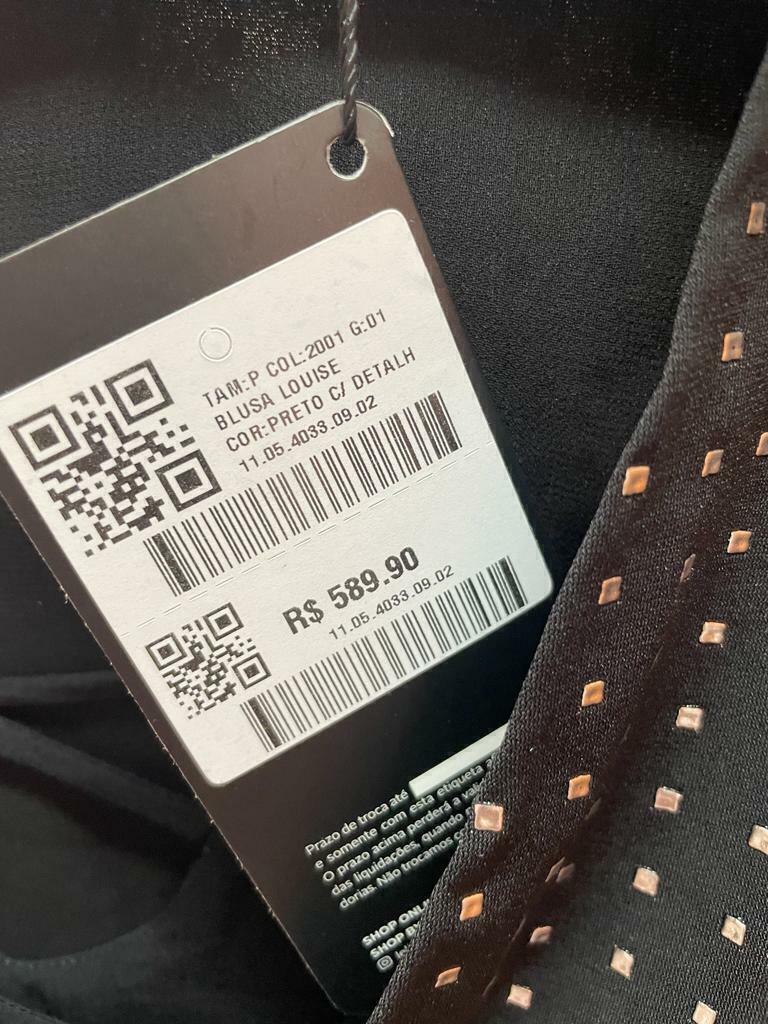 TAM:P COL:2001 G:01
BLUSA LOUISE
COR:PRETO C/ DETALH
11.05.4033.09.02
R$ 589.90
11.05.4033.09.02
Prazo de troca até
e somente com esta etiqueta
O prazo acima perderá a
das liquidações, quando
dorias. Não trocamos
SHOP
SHOP